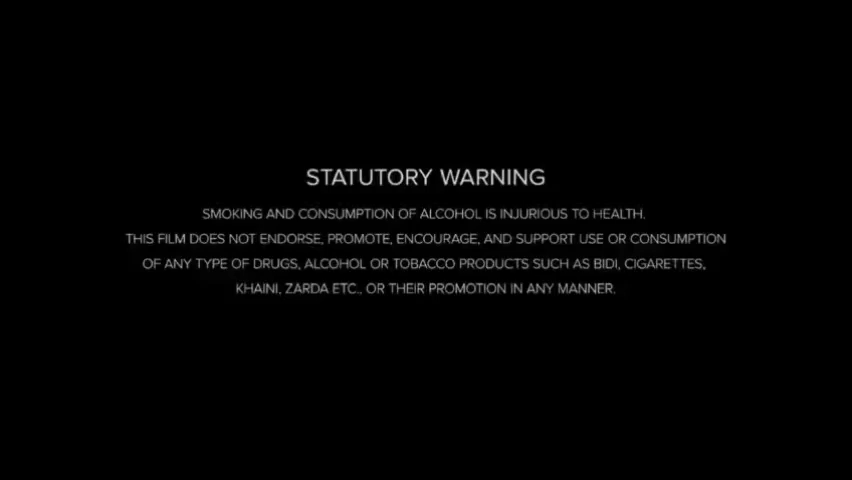 STATUTORY WARNING
SMOKING AND CONSUMPTION OF ALCOHOL IS INJURIOUS TO HEALTH.
THIS FILM DOES NOT ENDORSE, PROMOTE, ENCOURAGE, AND SUPPORT USE OR CONSUMPTION
OF ANY TYPE OF DRUGS, ALCOHOL OR TOBACCO PRODUCTS SUCH AS BIDI, CIGARETTES,
KHAINI, ZARDA ETC., OR THEIR PROMOTION IN ANY MANNER.